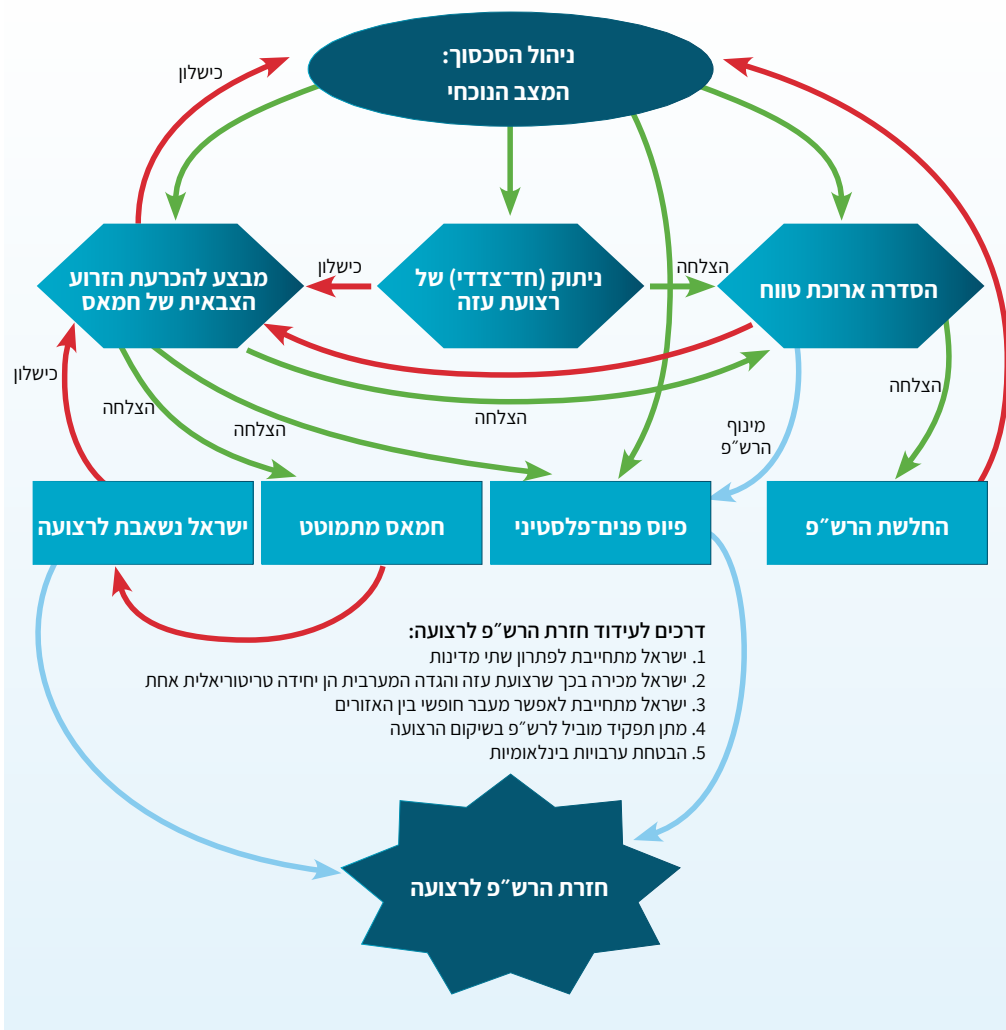 ניהול הסכסוך:
המצב הנוכחי
כישלון
הסדרה ארוכת טווח
הצלחה
ניתוק (חד־צדדי) של
רצועת עזה
כישלון
מבצע להכרעת הזרוע
הצבאית של חמאס
הצלחה
מינוף
הרש״פ
הצלחה
הצלחה
הצלחה
כישלון
החלשת הרש״פ
פיוס פנים־פלסטיני
חמאס מתמוטט
ישראל נשאבת לרצועה
דרכים לעידוד חזרת הרש״פ לרצועה:
1. ישראל מתחייבת לפתרון שתי מדינות
2. ישראל מכירה בכך שרצועת עזה והגדה המערבית הן יחידה טריטוריאלית אחת
3. ישראל מתחייבת לאפשר מעבר חופשי בין האזורים
4. מתן תפקיד מוביל לרש״פ בשיקום הרצועה
5. הבטחת ערבויות בינלאומיות
חזרת הרש״פ לרצועה